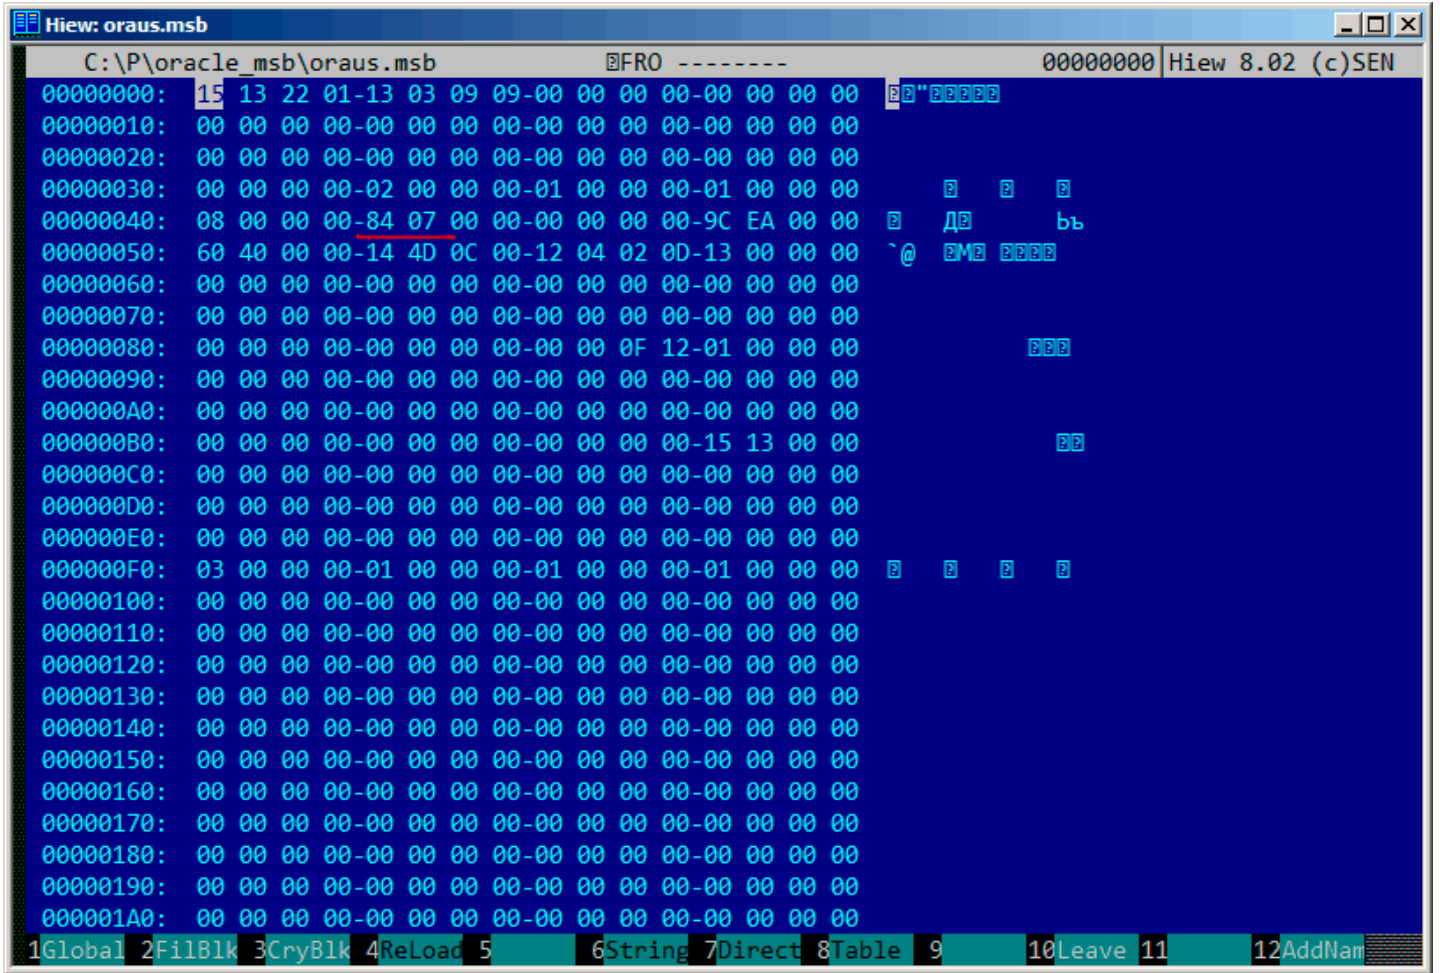 Hiew: oraus.msb
C:\P\oracle_msb\oraus.msb FRO -------- 00000000|Hiew 8.02 (c)SEN
00000000: 15 13 22 01-13 03 09 09-00 00 00 00-00 00 00 00 "
00000010: 00 00 00 00-00 00 00 00-00 00 00 00-00 00 00 00
00000020: 00 00 00 00-00 00 00 00-00 00 00 00-00 00 00 00
00000030: 00 00 00 00-02 00 00 00-01 00 00 00-01 00 00 00
00000040: 08 00 00 00-84 07 00 00-00 00 00 00-9C EA 00 00 Д Ьъ
00000050: 60 40 00 00-14 4D 0C 00-12 04 02 0D-13 00 00 00 `@ M
00000060: 00 00 00 00-00 00 00 00-00 00 00 00-00 00 00 00
00000070: 00 00 00 00-00 00 00 00-00 00 00 00-00 00 00 00
00000080: 00 00 00 00-00 00 00 00-00 00 0F 12-01 00 00 00
00000090: 00 00 00 00-00 00 00 00-00 00 00 00-00 00 00 00
000000A0: 00 00 00 00-00 00 00 00-00 00 00 00-00 00 00 00
000000B0: 00 00 00 00-00 00 00 00-00 00 00 00-15 13 00 00
000000C0: 00 00 00 00-00 00 00 00-00 00 00 00-00 00 00 00
000000D0: 00 00 00 00-00 00 00 00-00 00 00 00-00 00 00 00
000000E0: 00 00 00 00-00 00 00 00-00 00 00 00-00 00 00 00
000000F0: 03 00 00 00-01 00 00 00-01 00 00 00-01 00 00 00
00000100: 00 00 00 00-00 00 00 00-00 00 00 00-00 00 00 00
00000110: 00 00 00 00-00 00 00 00-00 00 00 00-00 00 00 00
00000120: 00 00 00 00-00 00 00 00-00 00 00 00-00 00 00 00
00000130: 00 00 00 00-00 00 00 00-00 00 00 00-00 00 00 00
00000140: 00 00 00 00-00 00 00 00-00 00 00 00-00 00 00 00
00000150: 00 00 00 00-00 00 00 00-00 00 00 00-00 00 00 00
00000160: 00 00 00 00-00 00 00 00-00 00 00 00-00 00 00 00
00000170: 00 00 00 00-00 00 00 00-00 00 00 00-00 00 00 00
00000180: 00 00 00 00-00 00 00 00-00 00 00 00-00 00 00 00
00000190: 00 00 00 00-00 00 00 00-00 00 00 00-00 00 00 00
000001A0: 00 00 00 00-00 00 00 00-00 00 00 00-00 00 00 00
1Global 2FilBlk 3CryBlk 4ReLoad 5 6String 7Direct 8Table 9 10Leave 11 12AddNam